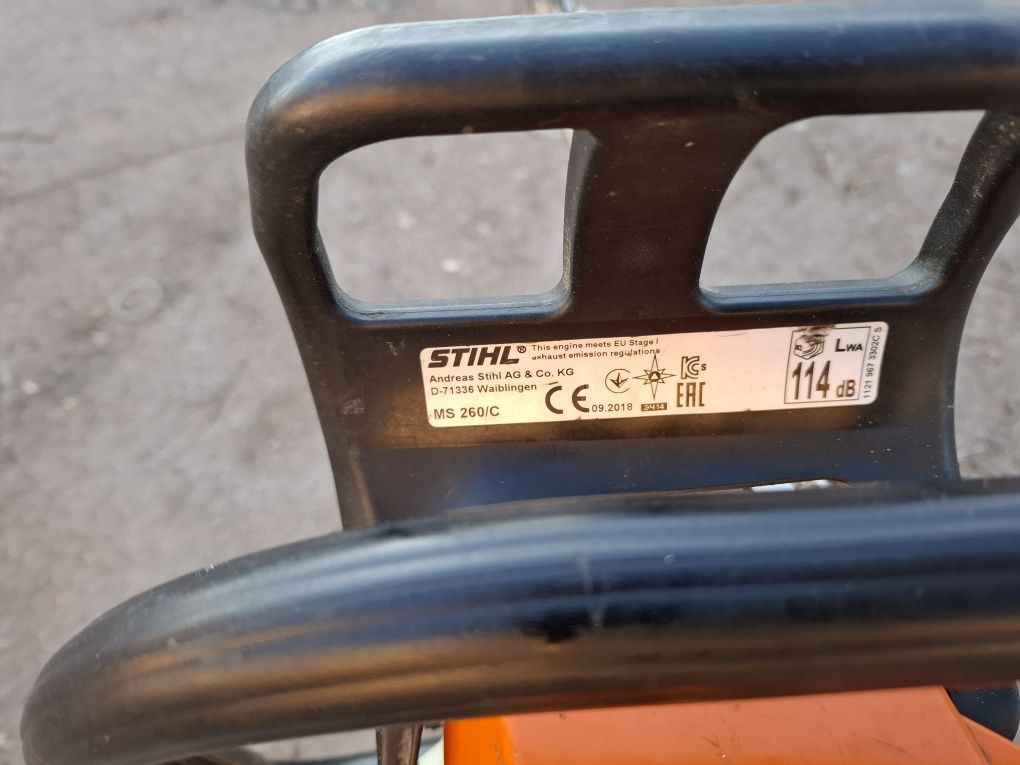 STIHL® This engine meets EU Stage I
exhaust emission regulations
Andreas Stihl AG & Co. KG
D-71336 Waiblingen
MS 260/C
CE 09.2018
3414
S
EAC
LWA
114 dB
1121 967 3302C S